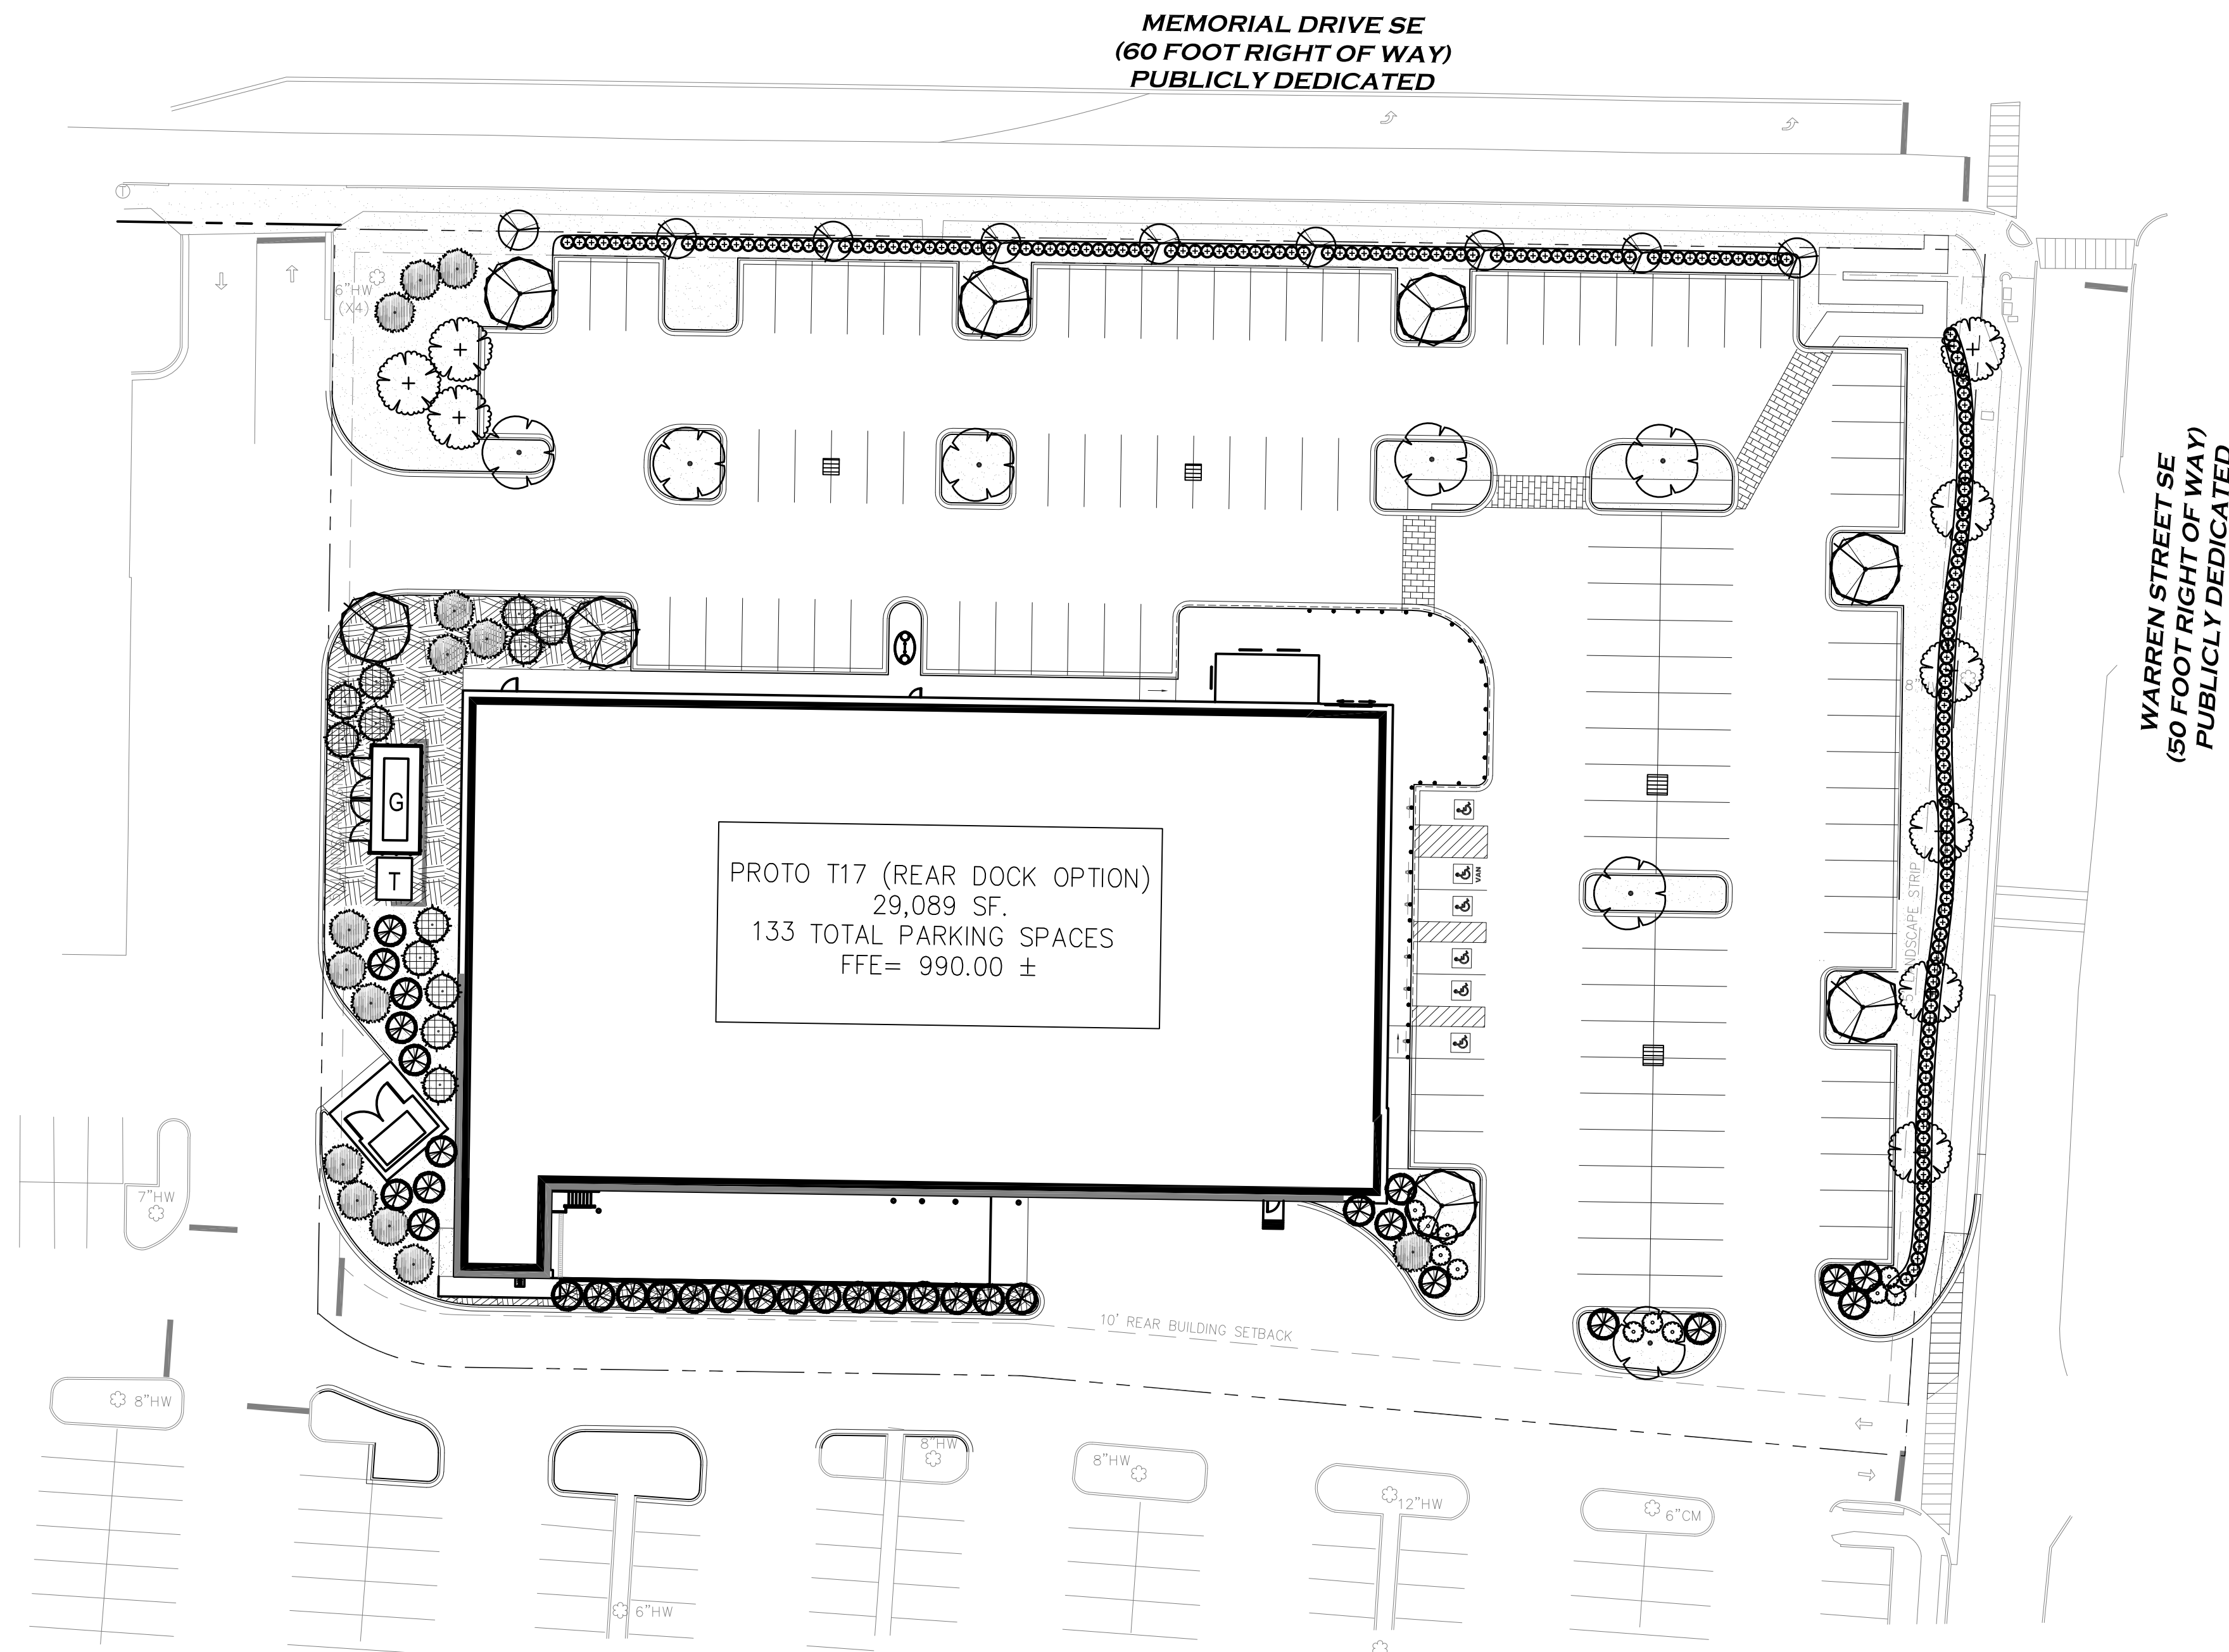 MEMORIAL DRIVE SE
(60 FOOT RIGHT OF WAY)
PUBLICLY DEDICATED
T
6"HW
(X4)
WARREN STREET SE
(50 FOOT RIGHT OF WAY)
PUBLICLY DEDICATED
8"
G
T
PROTO T17 (REAR DOCK OPTION)
29,089 SF.
133 TOTAL PARKING SPACES
FFE= 990.00 ±
VAN
5' LANDSCAPE STRIP
7"HW
10' REAR BUILDING SETBACK
8"HW
8"HW
8"HW
12"HW
6"CM
6"HW